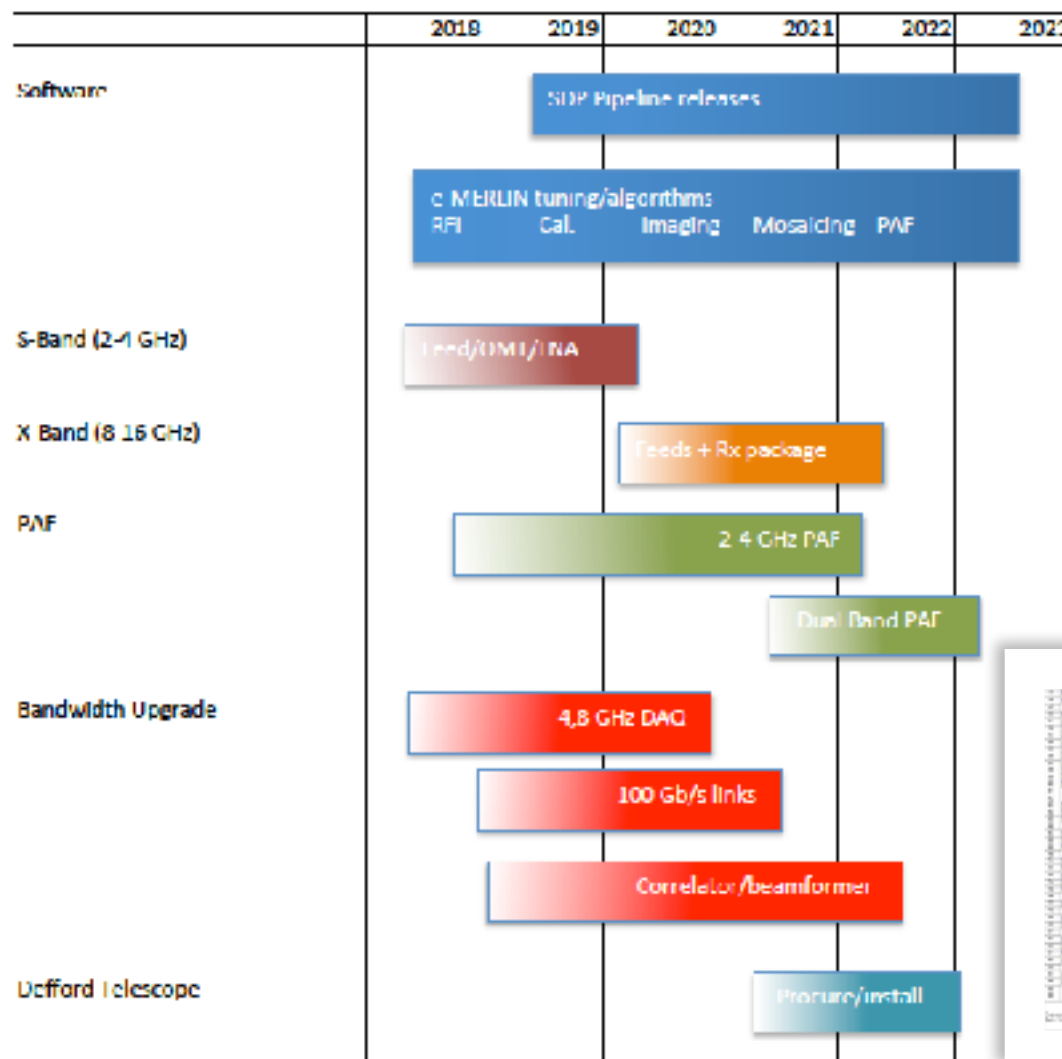 2018 2019 2020 2021 2022
Software
SDP Pipeline releases
e MERLIN tuning/algorithms
RFI Cal. Imaging Mosaicing PAF
S-Band (2-4 GHz)
Feed/OMT/LNA
X Band (8 16 GHz)
Feeds + Rx package
PAF
2 4 GHz PAF
Dual Band PAF
Bandwidth Upgrade
4,8 GHz DAQ
100 Gb/s links
Correlator/beamformer
Defford Telescope
Procure/install